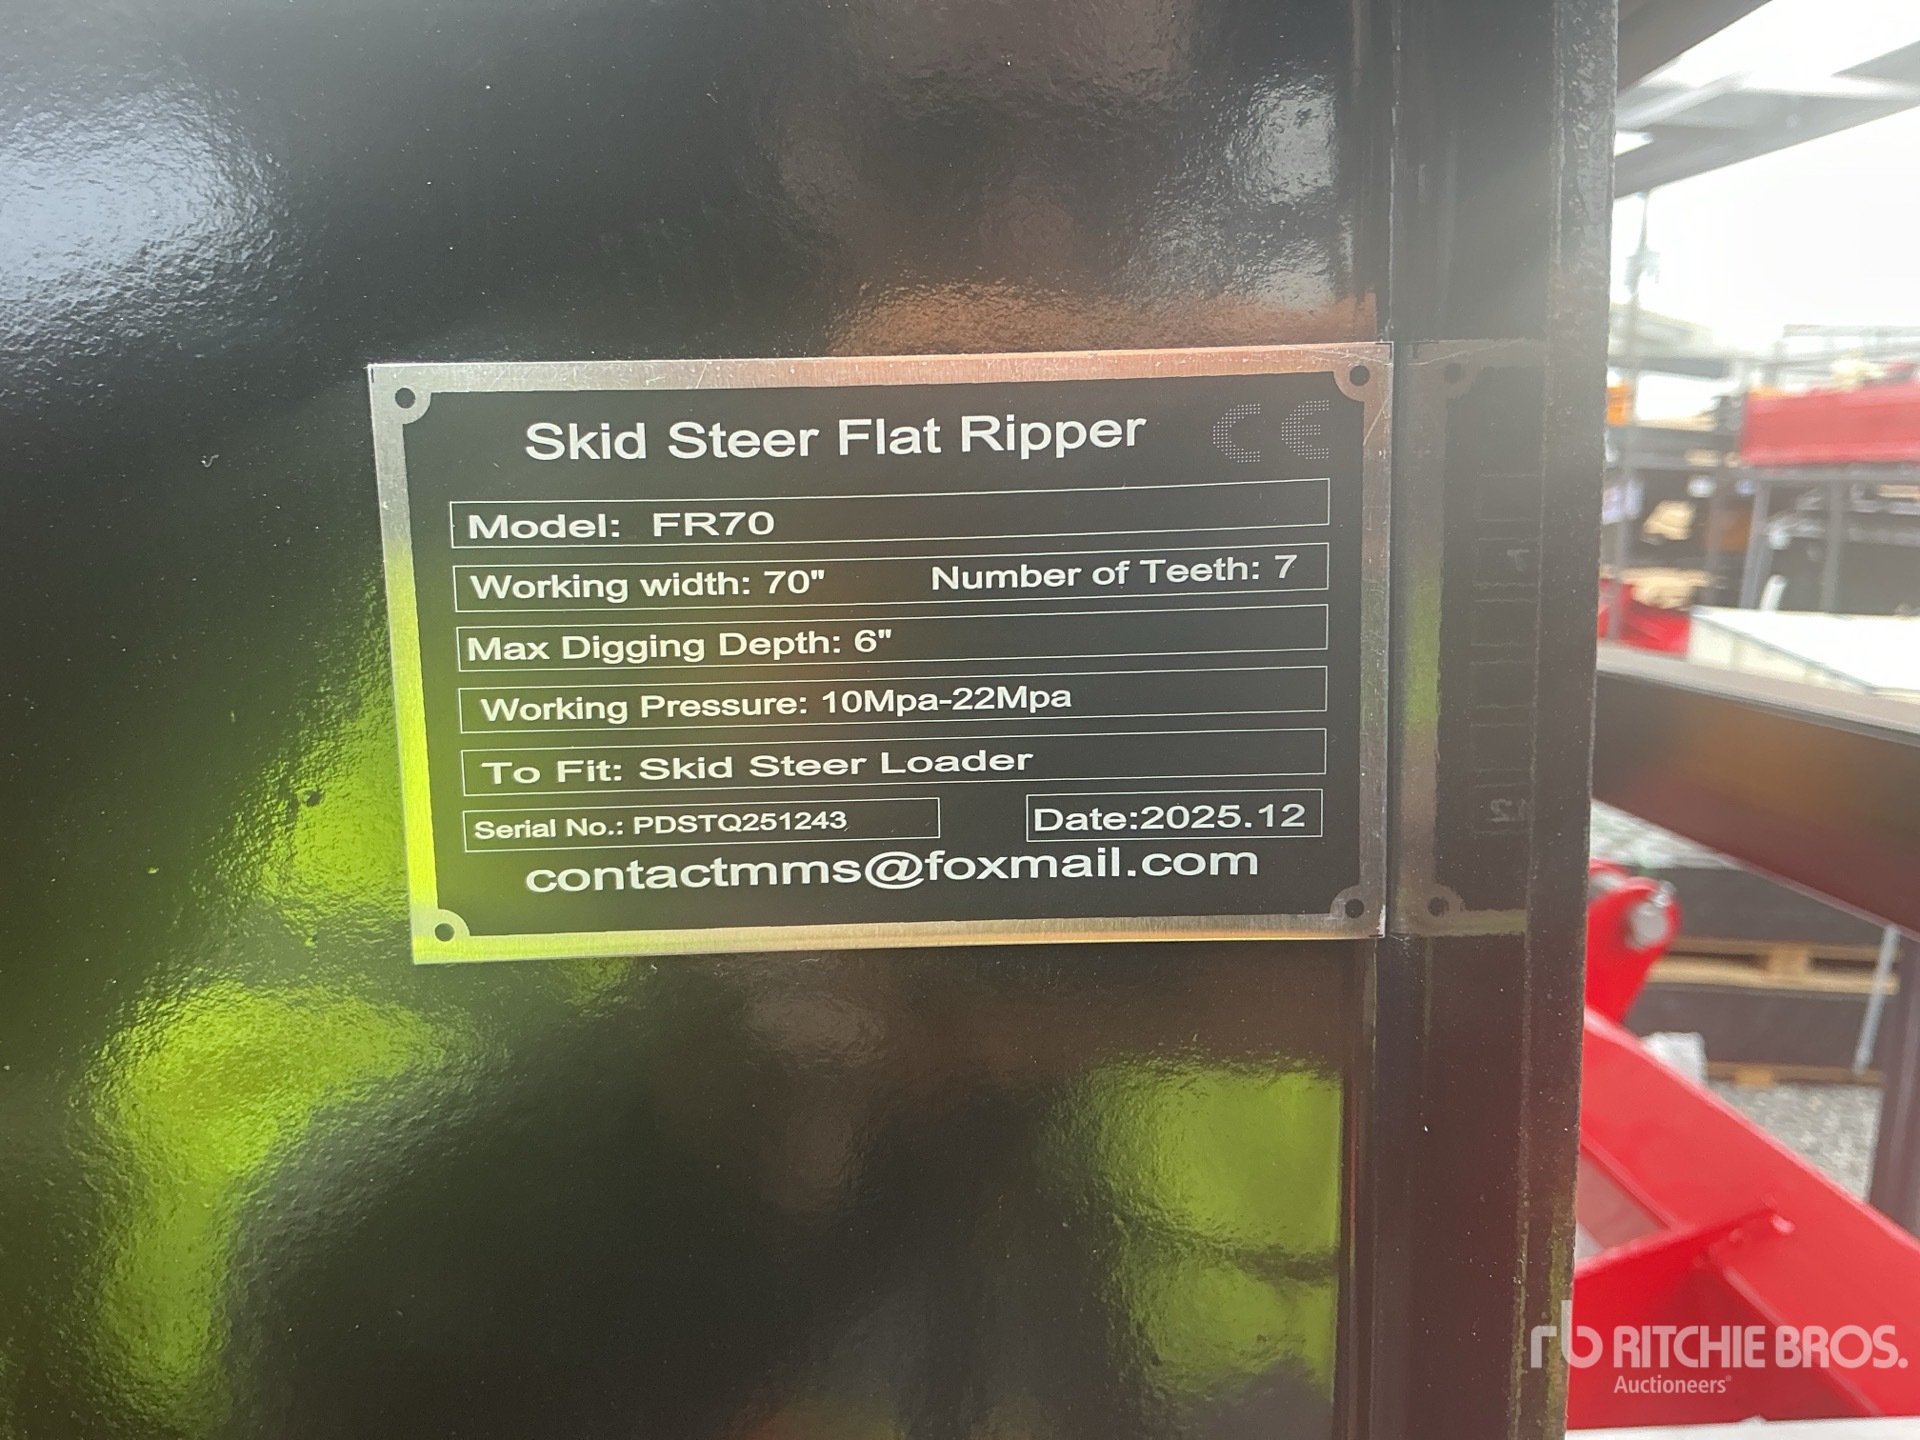 Skid Steer Flat Ripper CE
Model: FR70
Working width: 70" Number of Teeth: 7
Max Digging Depth: 6"
Working Pressure: 10Mpa-22Mpa
To Fit: Skid Steer Loader
Serial No.: PDSTQ251243 Date:2025.12
contactmms@foxmail.com
rb RITCHIE BROS.
Auctioneers